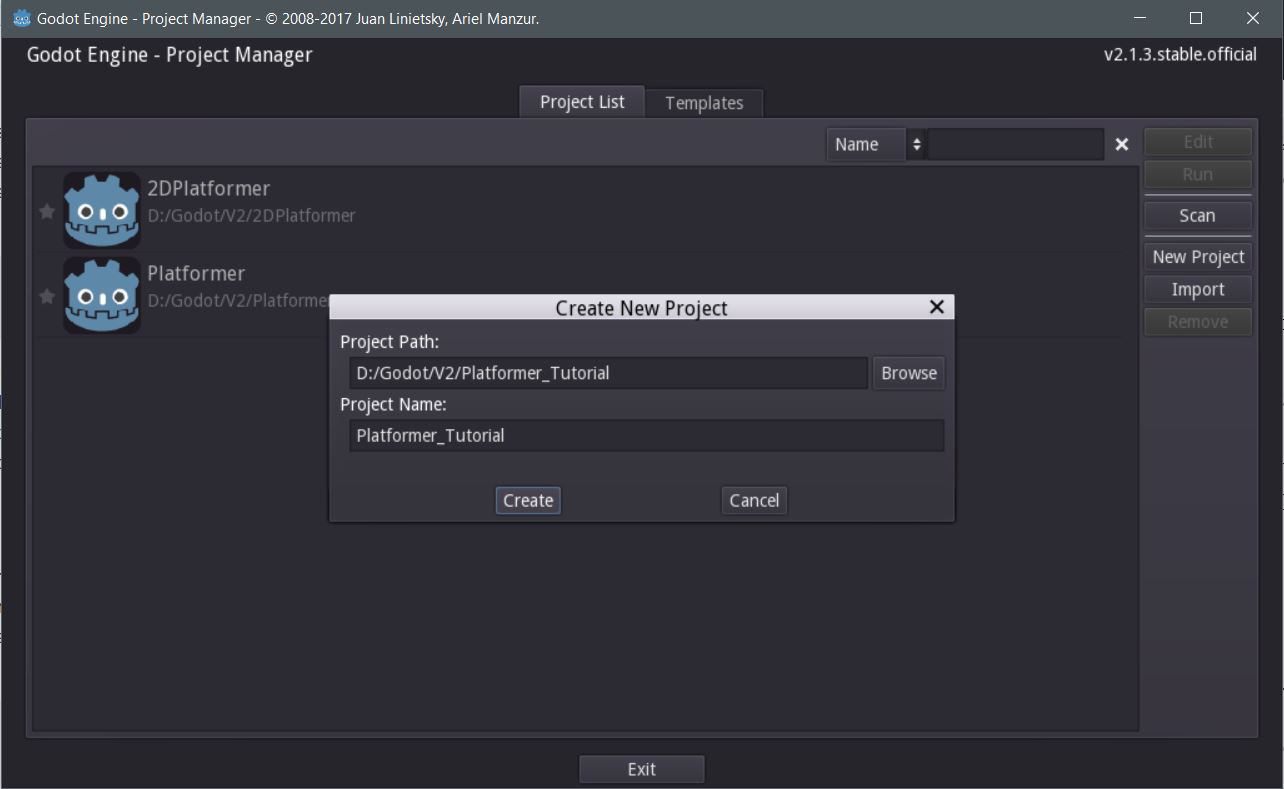 Godot Engine - Project Manager - © 2008-2017 Juan Linietsky, Ariel Manzur.
Godot Engine - Project Manager
v2.1.3.stable.official
Project List
Templates
Name
Edit
Run
Scan
New Project
Import
Remove
2DPlatformer
D:/Godot/V2/2DPlatformer
Platformer
D:/Godot/V2/Platforme
Create New Project
Project Path:
D:/Godot/V2/Platformer_Tutorial
Browse
Project Name:
Platformer_Tutorial
Create
Cancel
Exit